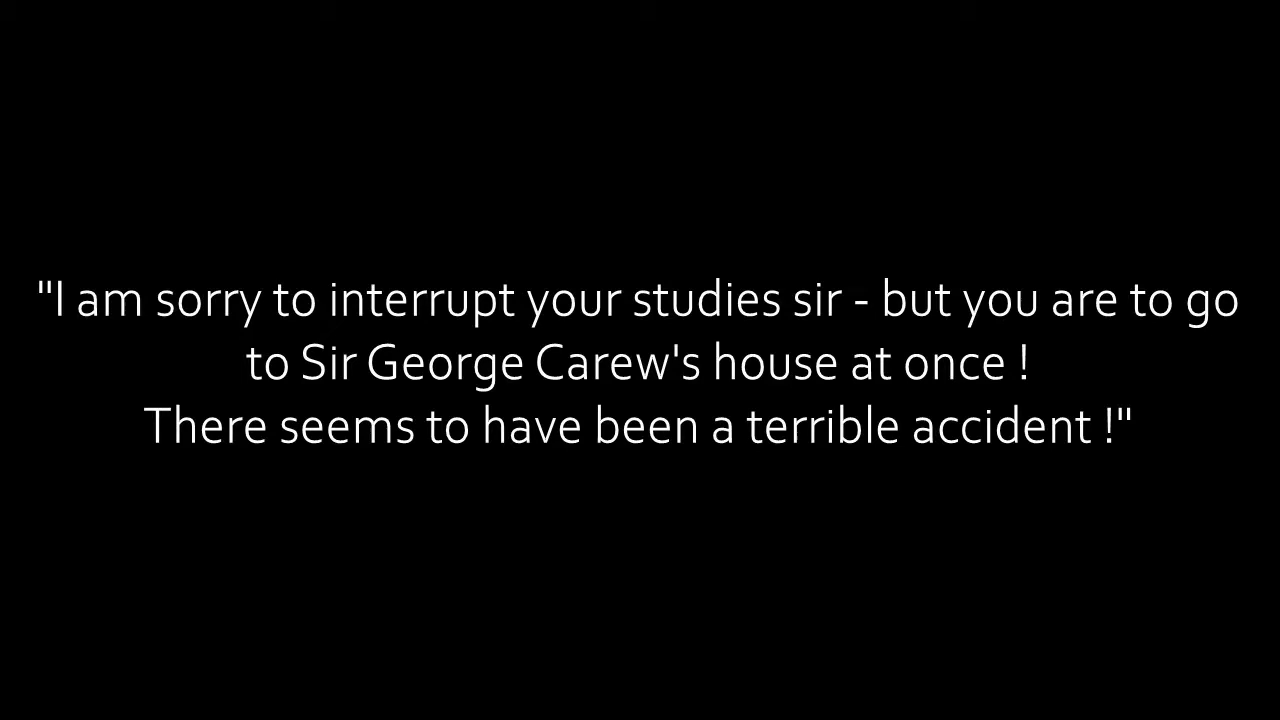 "I am sorry to interrupt your studies sir - but you are to go
to Sir George Carew's house at once !
There seems to have been a terrible accident !"